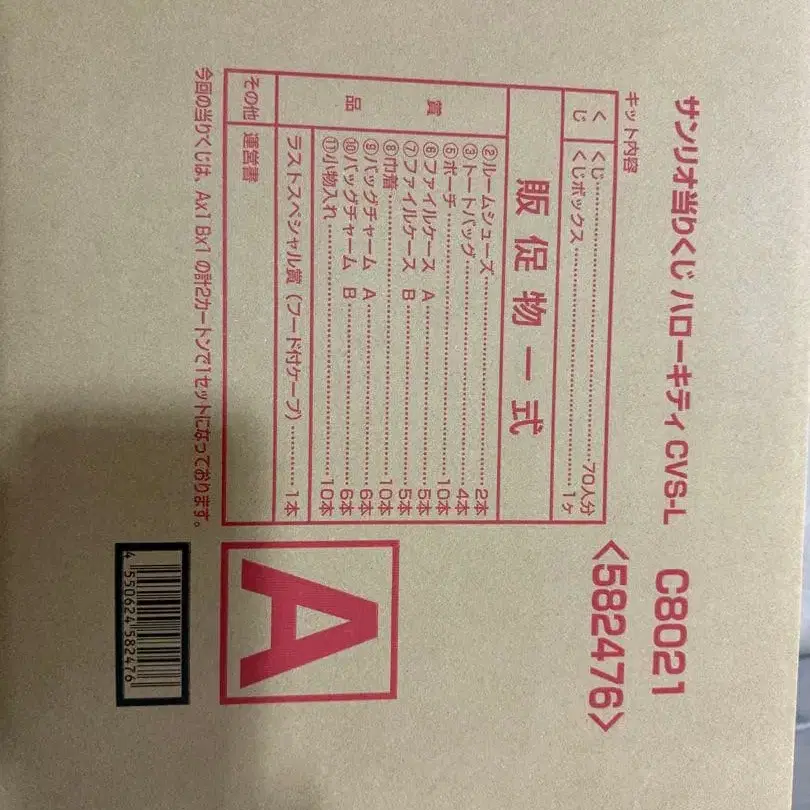 サンリオ当りくじ ハローキティ CVS-L C8021
<582476>
キット内容
くじ くじ…………70人分
くじボックス…………1ヶ
販促物一式
賞品
②ルームシューズ…………2本
③トートバッグ…………4本
⑤ポーチ…………10本
⑥ファイルケース A…………5本
⑦ファイルケース B…………5本
⑧巾着…………10本
⑨バッグチャーム A…………6本
⑩バッグチャーム B…………6本
⑪小物入れ…………10本
ラストスペシャル賞(フード付ケープ)…………1本
その他 運営書
今回の当りくじは、Ax1 Bx1 の計2カートンで1セットになっております。
A
4 550624 582476